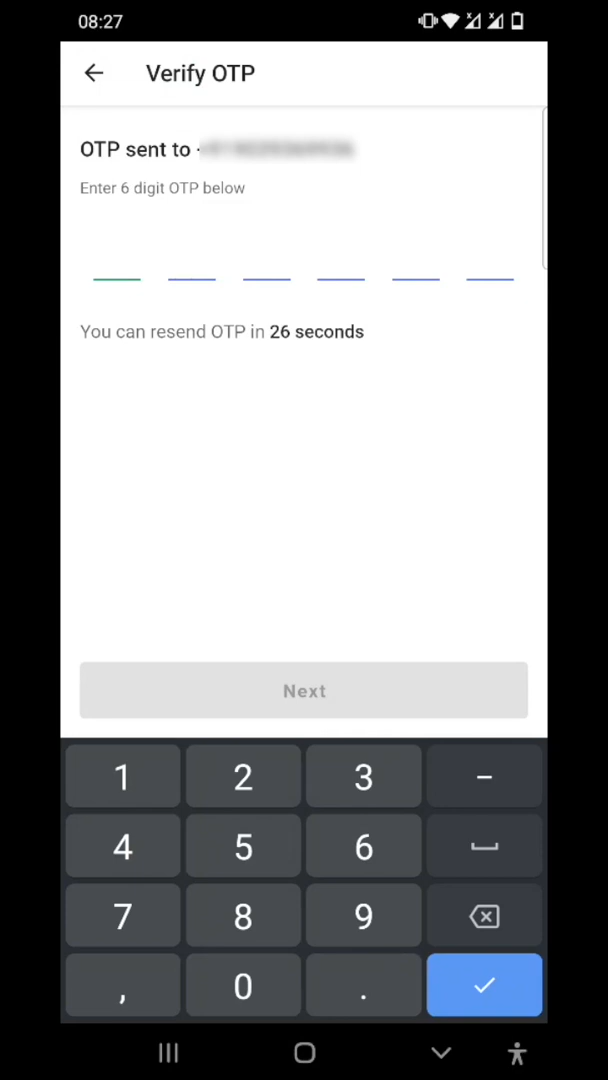 08:27
Verify OTP
OTP sent to
Enter 6 digit OTP below
You can resend OTP in 26 seconds
Next
1 2 3 –
4 5 6
7 8 9
, 0 .